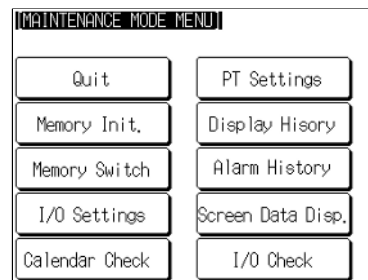 [MAINTENANCE MODE MENU]
Quit
PT Settings
Memory Init.
Display Hisory
Memory Switch
Alarm History
I/O Settings
Screen Data Disp.
Calendar Check
I/O Check